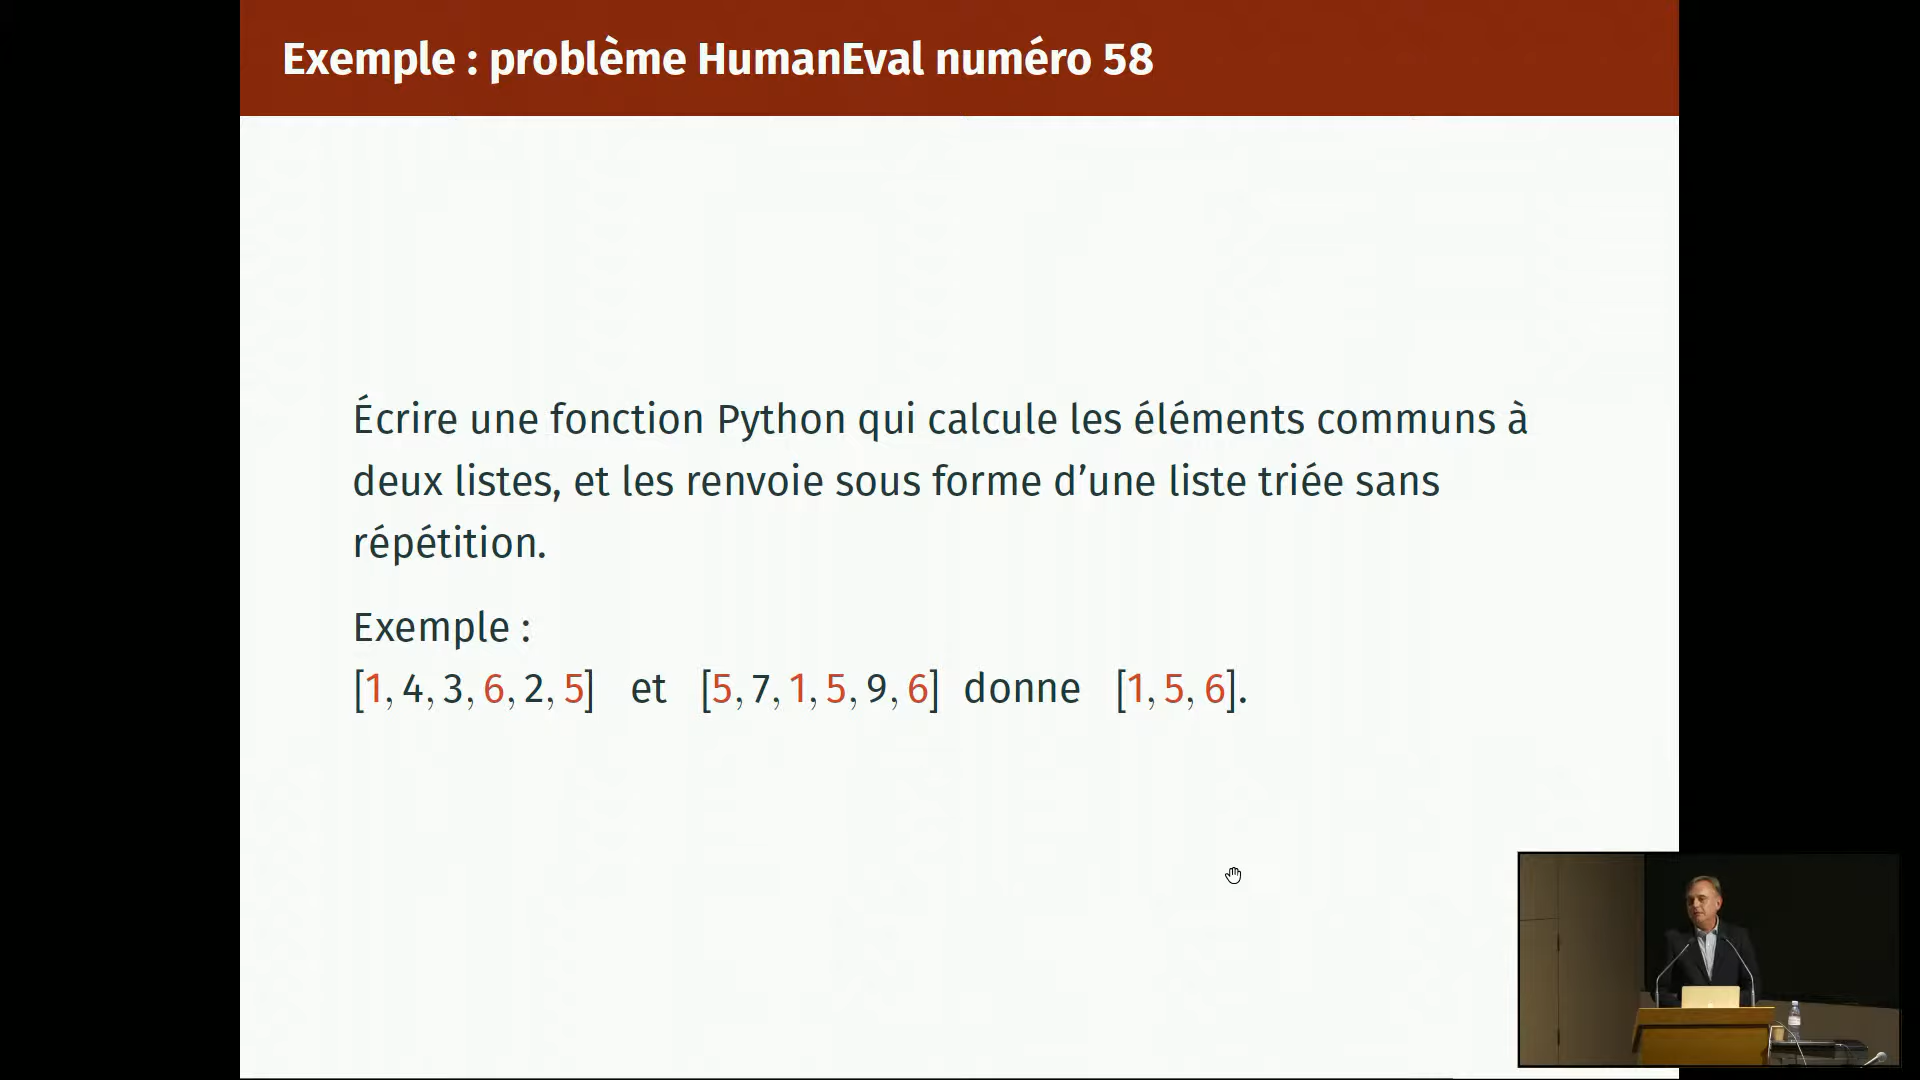 Exemple : problème HumanEval numéro 58
Écrire une fonction Python qui calcule les éléments communs à
deux listes, et les renvoie sous forme d’une liste triée sans
répétition.
Exemple :
[1, 4, 3, 6, 2, 5] et [5, 7, 1, 5, 9, 6] donne [1, 5, 6].